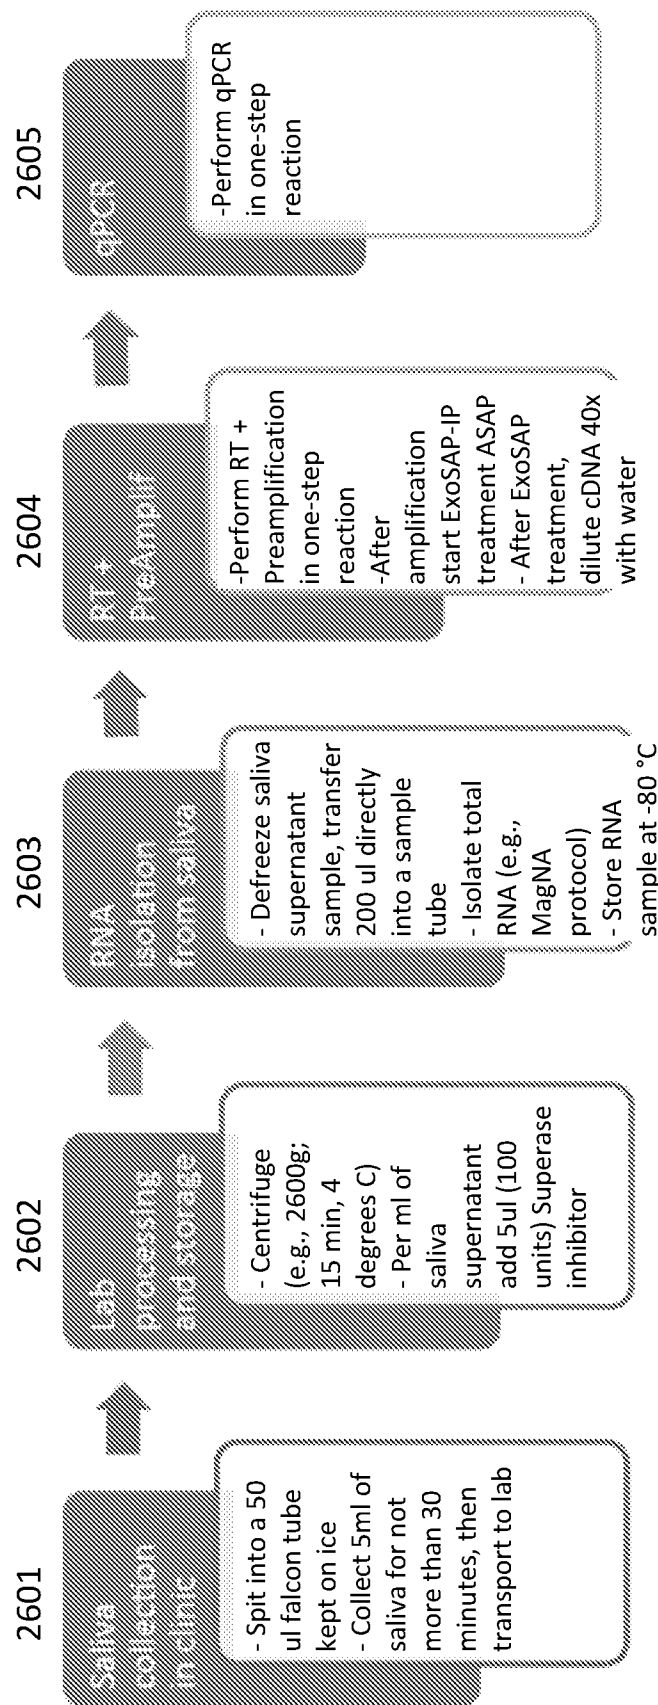 2601
Saliva
collection
in clinic
- Spit into a 50
ul falcon tube
kept on ice
- Collect 5ml of
saliva for not
more than 30
minutes, then
transport to lab
2602
Lab
processing
and storage
- Centrifuge
(e.g., 2600g;
15 min, 4
degrees C)
- Per ml of
saliva
supernatant
add 5ul (100
units) Superase
inhibitor
2603
RNA
isolation
from saliva
- Defreeze saliva
supernatant
sample, transfer
200 ul directly
into a sample
tube
- Isolate total
RNA (e.g.,
MagNA
protocol)
- Store RNA
sample at -80 °C
2604
RT +
PreAmplif
-Perform RT +
Preamplification
in one-step
reaction
-After
amplification
start ExoSAP-IP
treatment ASAP
- After ExoSAP
treatment,
dilute cDNA 40x
with water
2605
qPCR
-Perform qPCR
in one-step
reaction